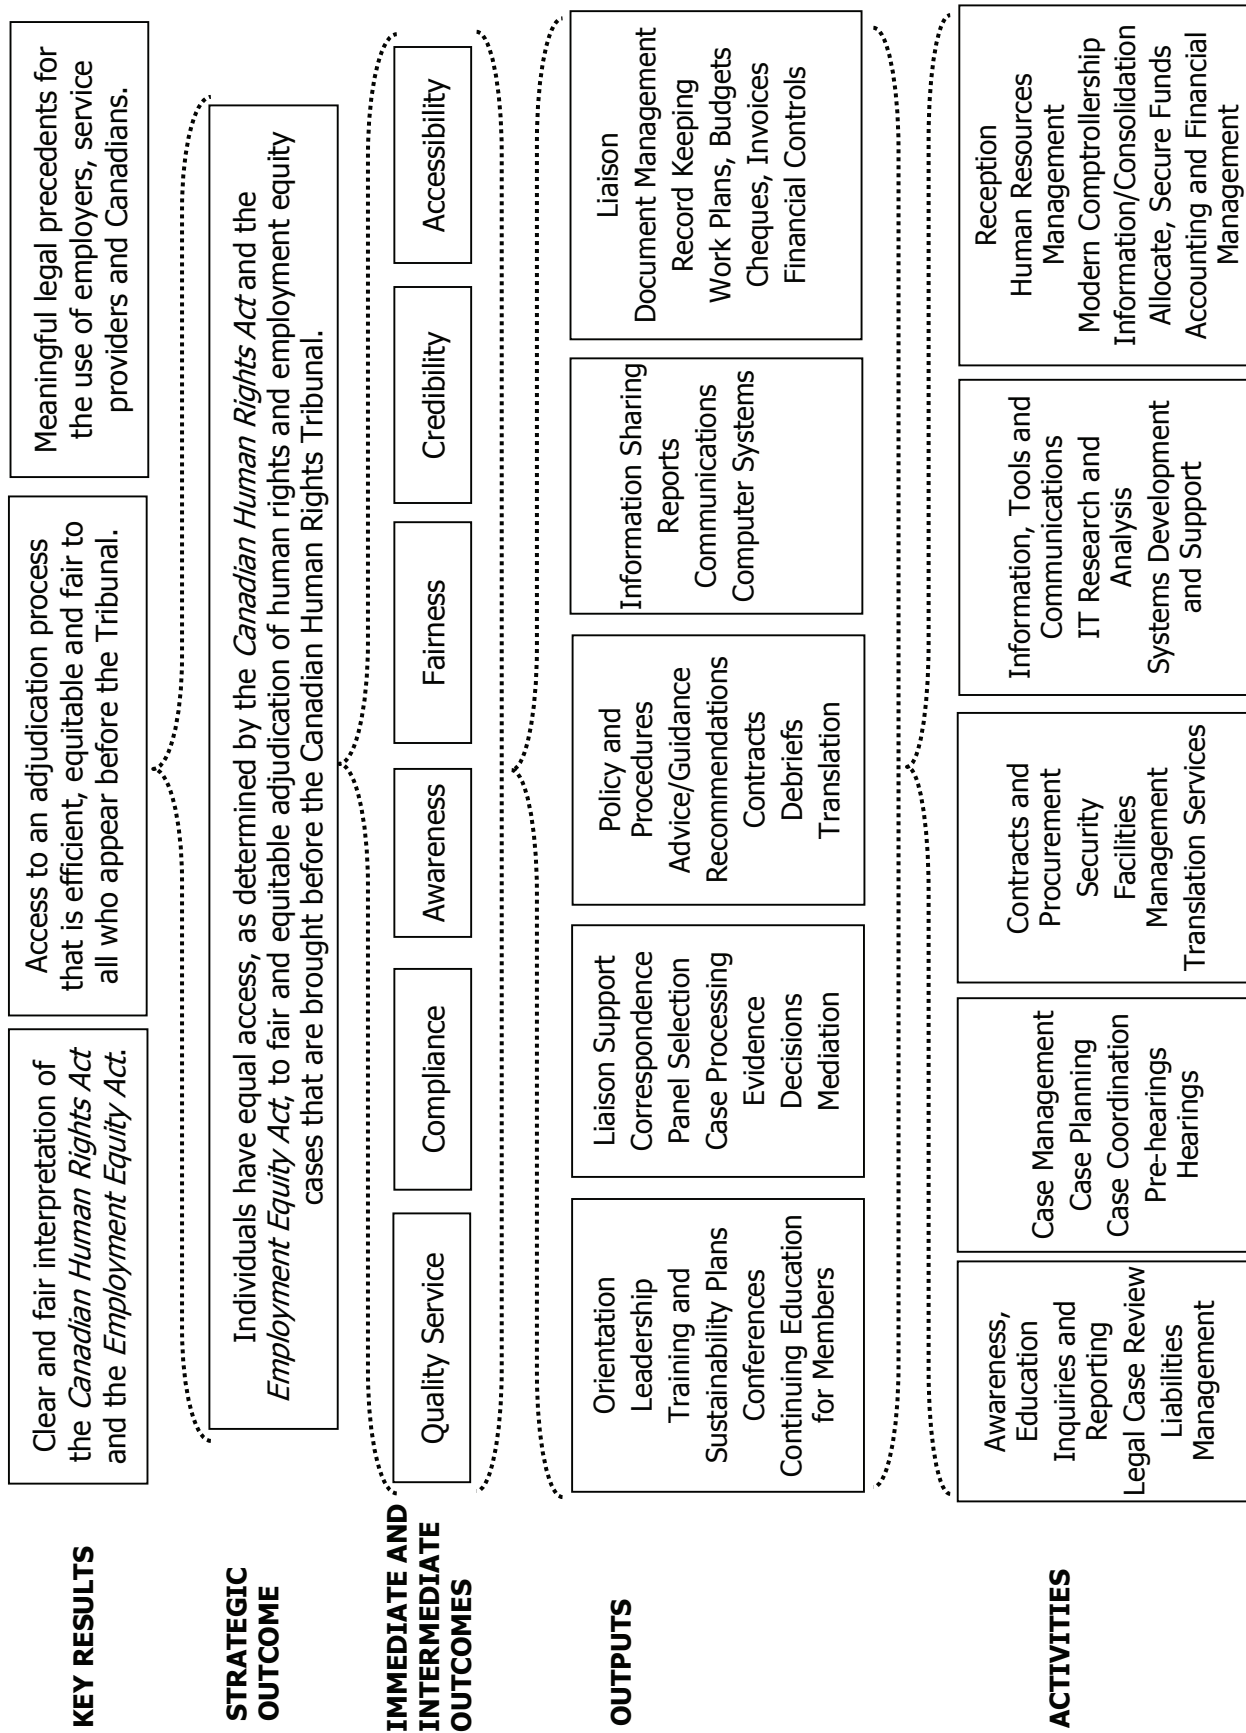 KEY RESULTS
Clear and fair interpretation of
the Canadian Human Rights Act
and the Employment Equity Act.
Access to an adjudication process
that is efficient, equitable and fair to
all who appear before the Tribunal.
Meaningful legal precedents for
the use of employers, service
providers and Canadians.
STRATEGIC
OUTCOME
Individuals have equal access, as determined by the Canadian Human Rights Act and the
Employment Equity Act, to fair and equitable adjudication of human rights and employment equity
cases that are brought before the Canadian Human Rights Tribunal.
IMMEDIATE AND
INTERMEDIATE
OUTCOMES
Quality Service
Compliance
Awareness
Fairness
Credibility
Accessibility
OUTPUTS
Orientation
Leadership
Training and
Sustainability Plans
Conferences
Continuing Education
for Members
Liaison Support
Correspondence
Panel Selection
Case Processing
Evidence
Decisions
Mediation
Policy and
Procedures
Advice/Guidance
Recommendations
Contracts
Debriefs
Translation
Information Sharing
Reports
Communications
Computer Systems
Liaison
Document Management
Record Keeping
Work Plans, Budgets
Cheques, Invoices
Financial Controls
ACTIVITIES
Awareness,
Education
Inquiries and
Reporting
Legal Case Review
Liabilities
Management
Case Management
Case Planning
Case Coordination
Pre-hearings
Hearings
Contracts and
Procurement
Security
Facilities
Management
Translation Services
Information, Tools and
Communications
IT Research and
Analysis
Systems Development
and Support
Reception
Human Resources
Management
Modern Comptrollership
Information/Consolidation
Allocate, Secure Funds
Accounting and Financial
Management